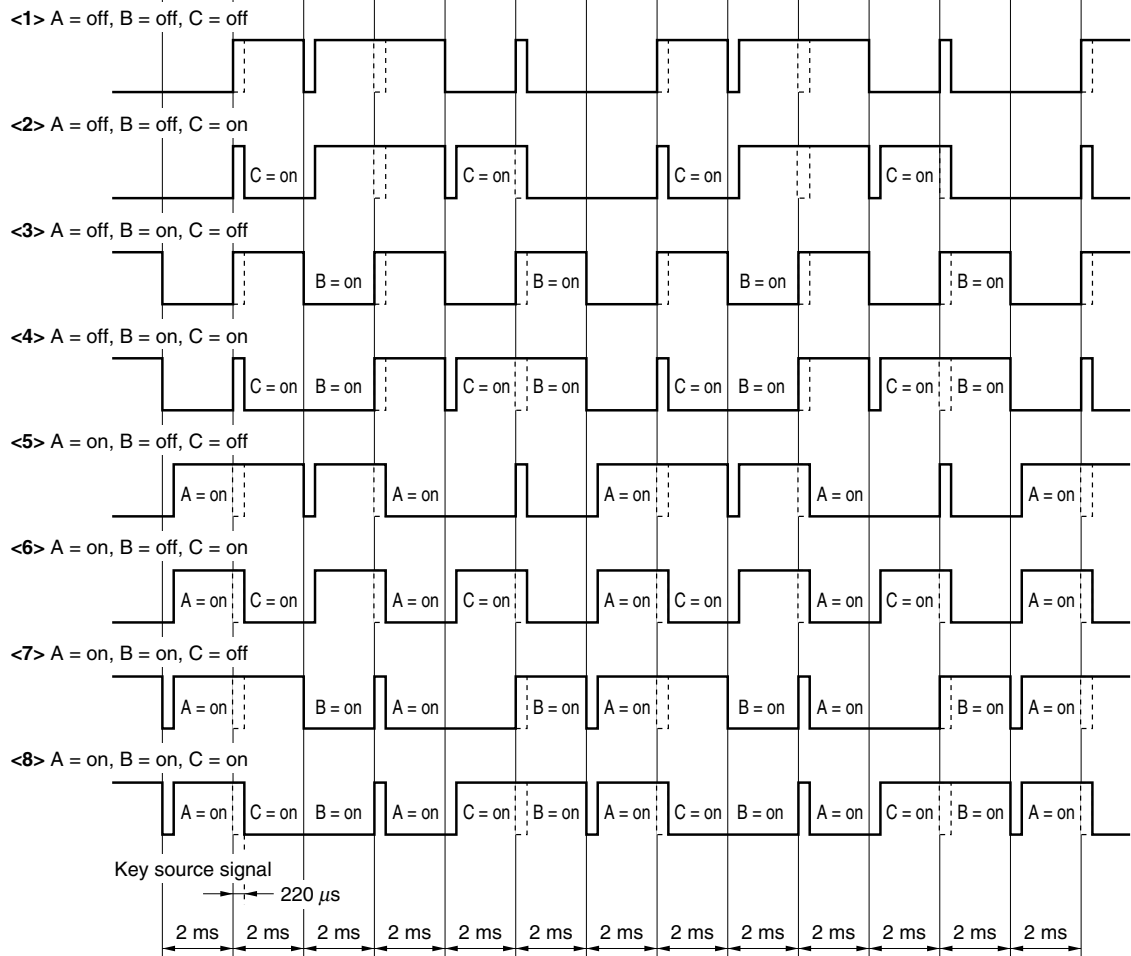 <1> A = off, B = off, C = off
<2> A = off, B = off, C = on
C = on C = on C = on C = on
<3> A = off, B = on, C = off
B = on B = on B = on B = on
<4> A = off, B = on, C = on
C = on B = on C = on B = on C = on B = on C = on B = on
<5> A = on, B = off, C = off
A = on A = on A = on A = on A = on
<6> A = on, B = off, C = on
A = on C = on A = on C = on A = on C = on A = on C = on A = on
<7> A = on, B = on, C = off
A = on B = on A = on B = on A = on B = on A = on B = on A = on
<8> A = on, B = on, C = on
A = on C = on B = on A = on C = on B = on A = on C = on B = on A = on C = on B = on A = on
Key source signal
220 μs
2 ms 2 ms 2 ms 2 ms 2 ms 2 ms 2 ms 2 ms 2 ms 2 ms 2 ms 2 ms 2 ms